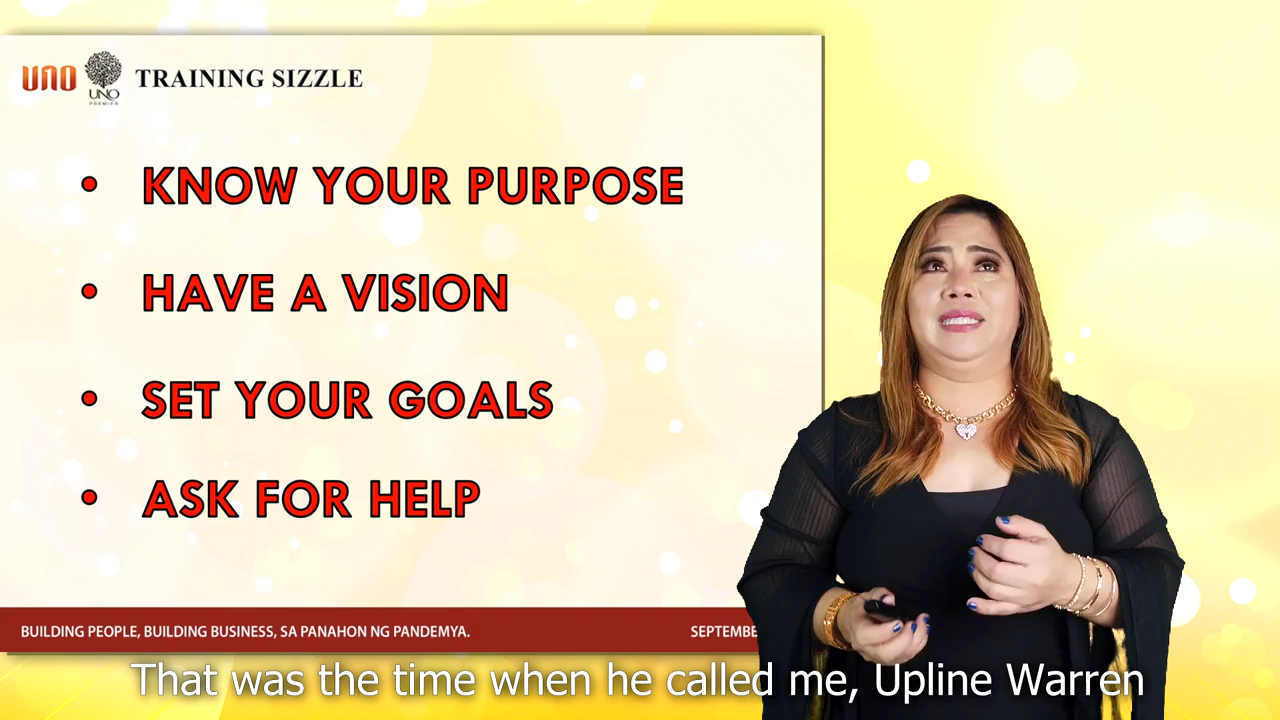 UNO
UNO
PREMIER
TRAINING SIZZLE
• KNOW YOUR PURPOSE
• HAVE A VISION
• SET YOUR GOALS
• ASK FOR HELP
BUILDING PEOPLE, BUILDING BUSINESS, SA PANAHON NG PANDEMYA.
SEPTEMBE
That was the time when he called me, Upline Warren